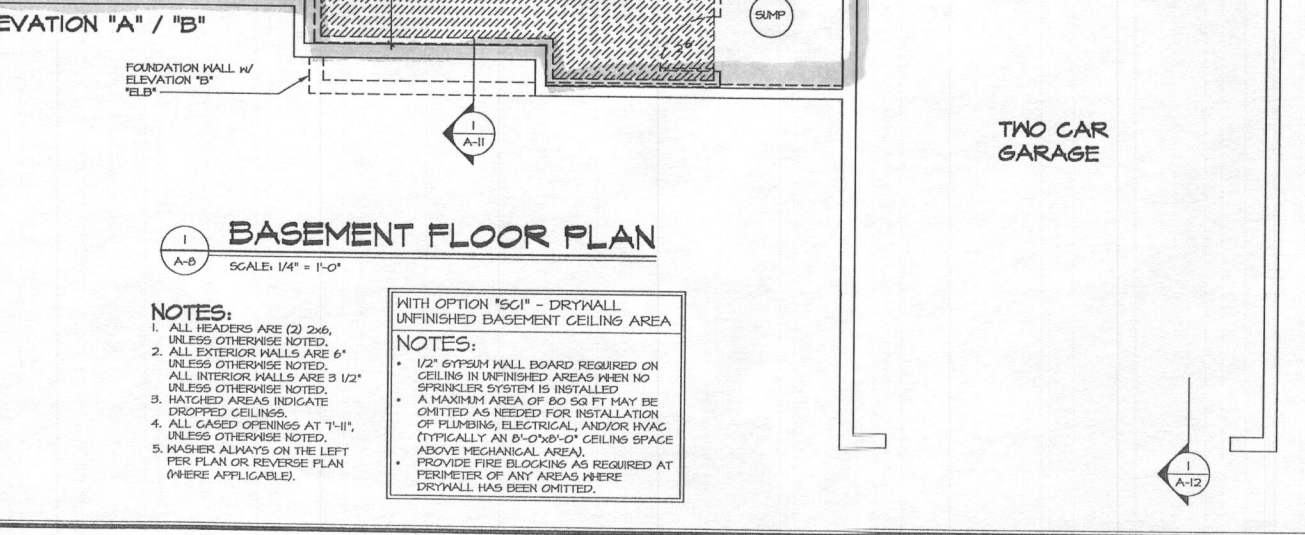 EVATION "A" / "B"
SUMP
FOUNDATION WALL W/
ELEVATION "B"
"ELB"
1
A-11
TWO CAR
GARAGE
1
A-8
BASEMENT FLOOR PLAN
SCALE: 1/4" = 1'-0"
NOTES:
1. ALL HEADERS ARE (2) 2x6,
UNLESS OTHERWISE NOTED.
2. ALL EXTERIOR WALLS ARE 6"
UNLESS OTHERWISE NOTED.
ALL INTERIOR WALLS ARE 3 1/2"
UNLESS OTHERWISE NOTED.
3. HATCHED AREAS INDICATE
DROPPED CEILINGS.
4. ALL CASED OPENINGS AT 7'-11",
UNLESS OTHERWISE NOTED.
5. WASHER ALWAYS ON THE LEFT
PER PLAN OR REVERSE PLAN
(WHERE APPLICABLE).
WITH OPTION "SC1" - DRYWALL
UNFINISHED BASEMENT CEILING AREA
NOTES:
• 1/2" GYPSUM WALL BOARD REQUIRED ON
CEILING IN UNFINISHED AREAS WHEN NO
SPRINKLER SYSTEM IS INSTALLED
• A MAXIMUM AREA OF 80 SQ FT MAY BE
OMITTED AS NEEDED FOR INSTALLATION
OF PLUMBING, ELECTRICAL, AND/OR HVAC
(TYPICALLY AN 8'-0"x8'-0" CEILING SPACE
ABOVE MECHANICAL AREA).
• PROVIDE FIRE BLOCKING AS REQUIRED AT
PERIMETER OF ANY AREAS WHERE
DRYWALL HAS BEEN OMITTED.
1
A-12